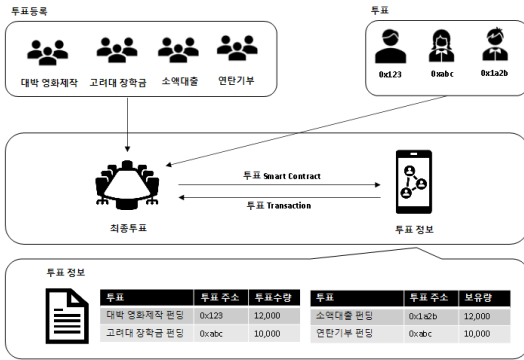 투표등록
대박 영화제작 고려대 장학금 소액대출 연탄기부
투표
0x123 0xabc 0x1a2b
투표 Smart Contract
투표 Transaction
최종투표
투표 정보
투표 정보
투표 투표 주소 투표수량
대박 영화제작 펀딩 0x123 12,000
고려대 장학금 펀딩 0xabc 10,000
투표 투표 주소 보유량
소액대출 펀딩 0x1a2b 12,000
연탄기부 펀딩 0xabc 10,000